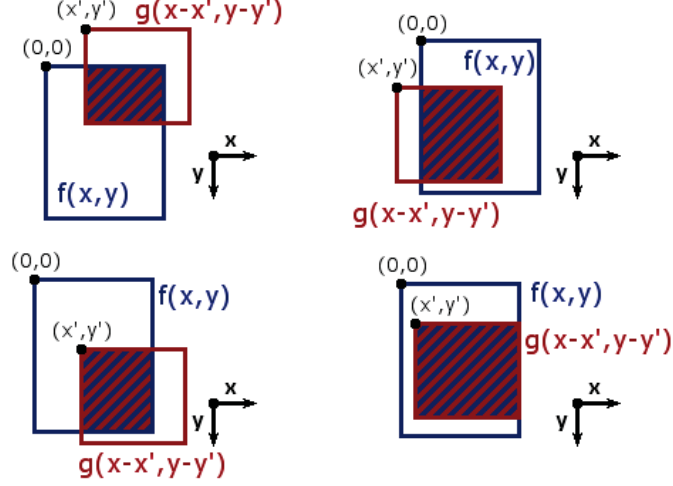 (x',y')
g(x-x',y-y')
(0,0)
f(x,y)
x
y
(0,0)
f(x,y)
(x',y')
g(x-x',y-y')
x
y
(0,0)
f(x,y)
(x',y')
g(x-x',y-y')
x
y
(0,0)
f(x,y)
(x',y')
g(x-x',y-y')
x
y